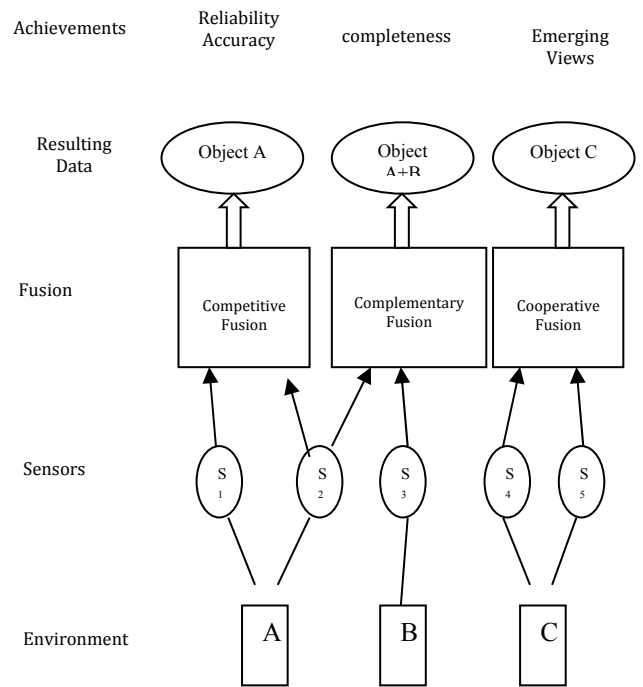 Achievements
Reliability
Accuracy
completeness
Emerging
Views
Resulting
Data
Object A
Object
A+B
Object C
Fusion
Competitive
Fusion
Complementary
Fusion
Cooperative
Fusion
Sensors
S
1
S
2
S
3
S
4
S
5
Environment
A
B
C